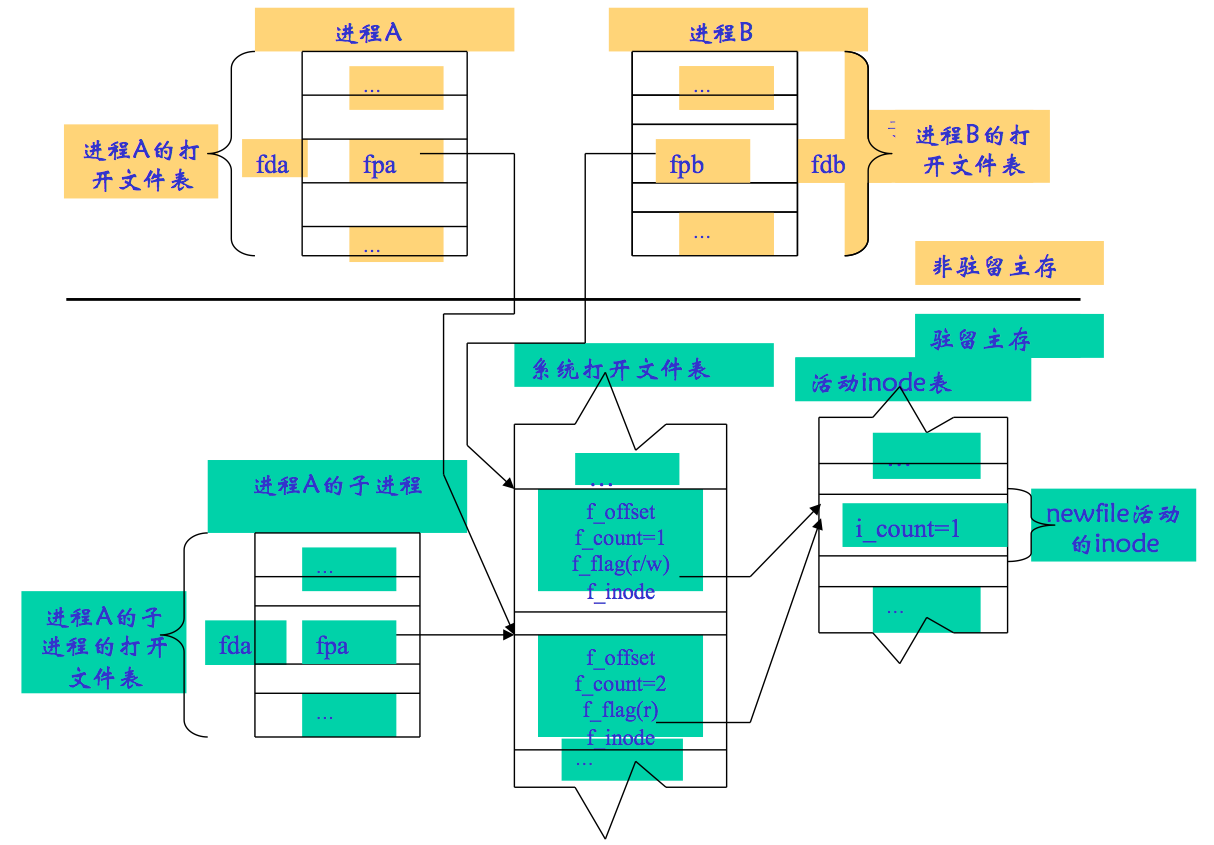 进程A
进程B
...
...
进程A的打
开文件表
fda
fpa
fpb
fdb
进程B的打
开文件表
...
...
非驻留主存
驻留主存
系统打开文件表
活动inode表
...
...
进程A的子进程
f_offset
f_count=1
f_flag(r/w)
f_inode
i_count=1
newfile活动
的inode
...
...
进程A的子
进程的打开
文件表
fda
fpa
f_offset
f_count=2
f_flag(r)
f_inode
...
...